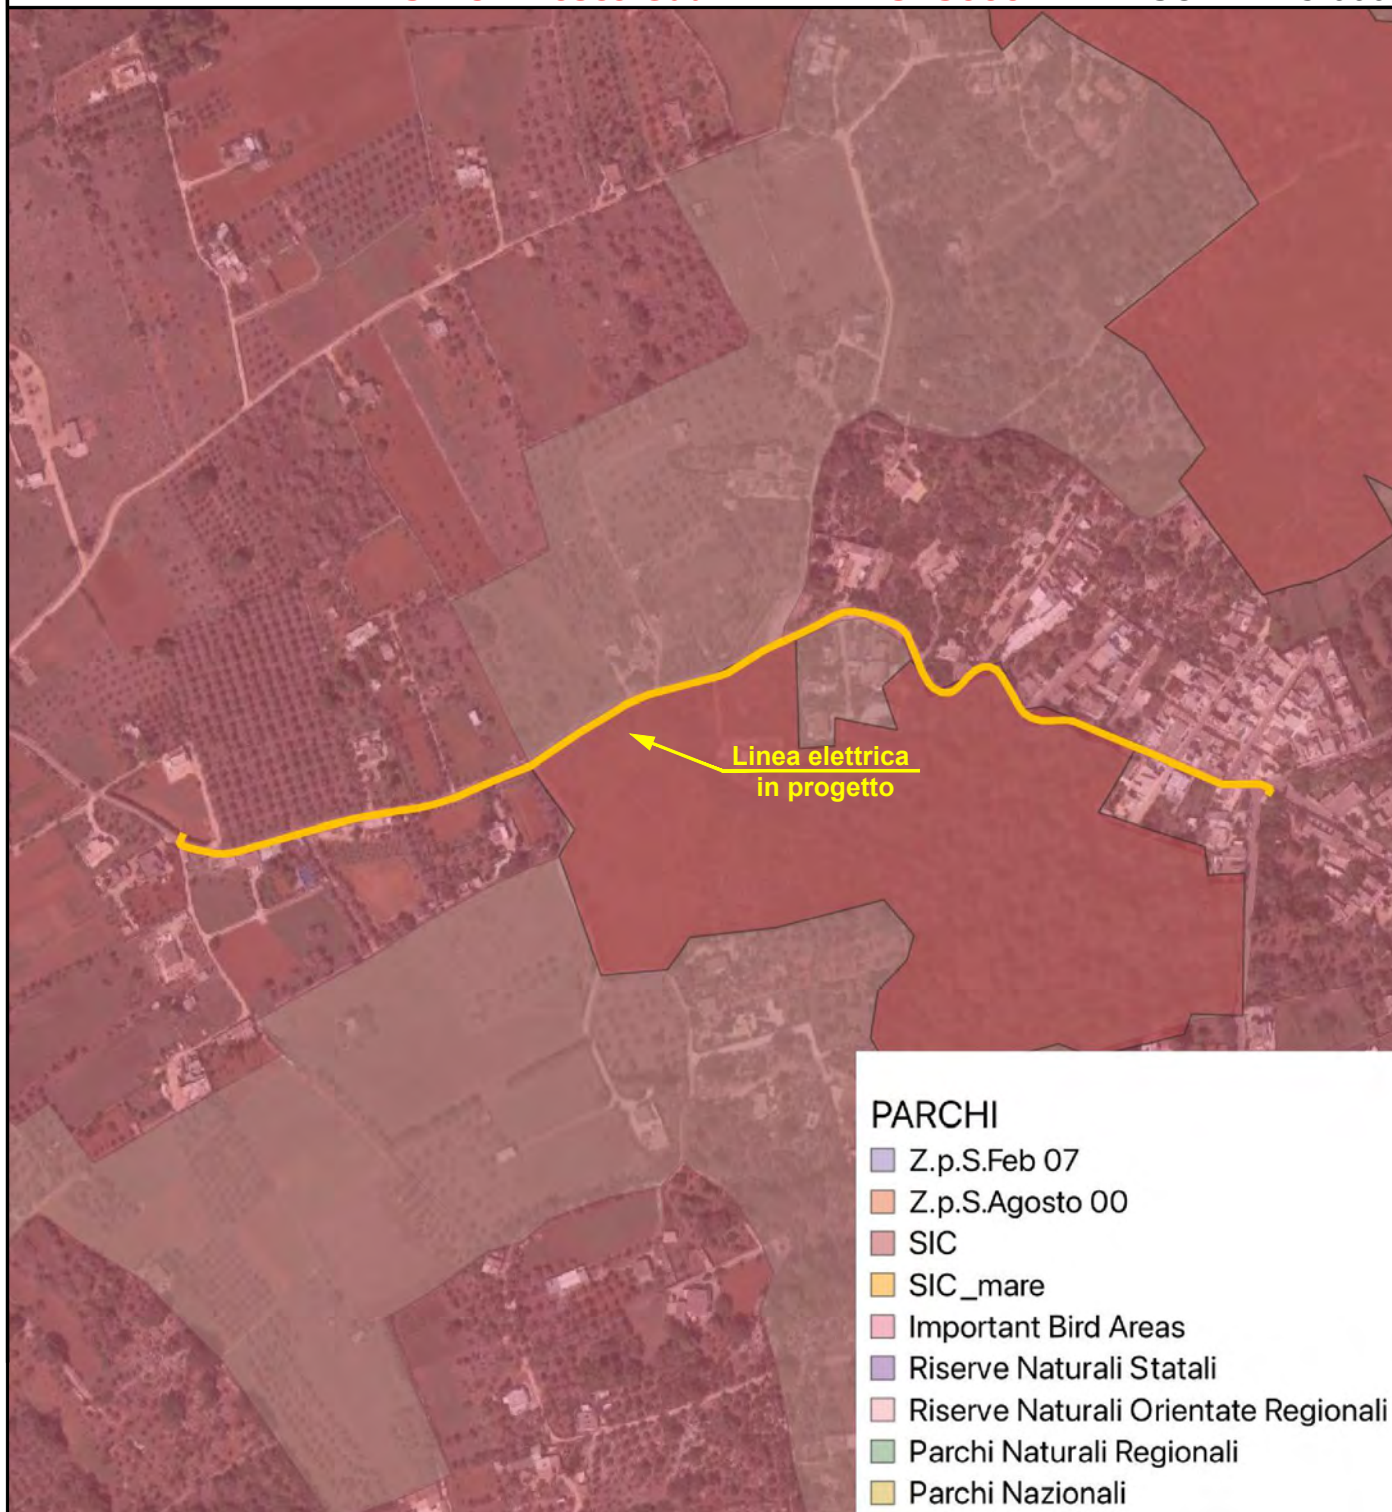 Linea elettrica
in progetto
PARCHI
Z.p.S.Feb 07
Z.p.S.Agosto 00
SIC
SIC_mare
Important Bird Areas
Riserve Naturali Statali
Riserve Naturali Orientate Regionali
Parchi Naturali Regionali
Parchi Nazionali